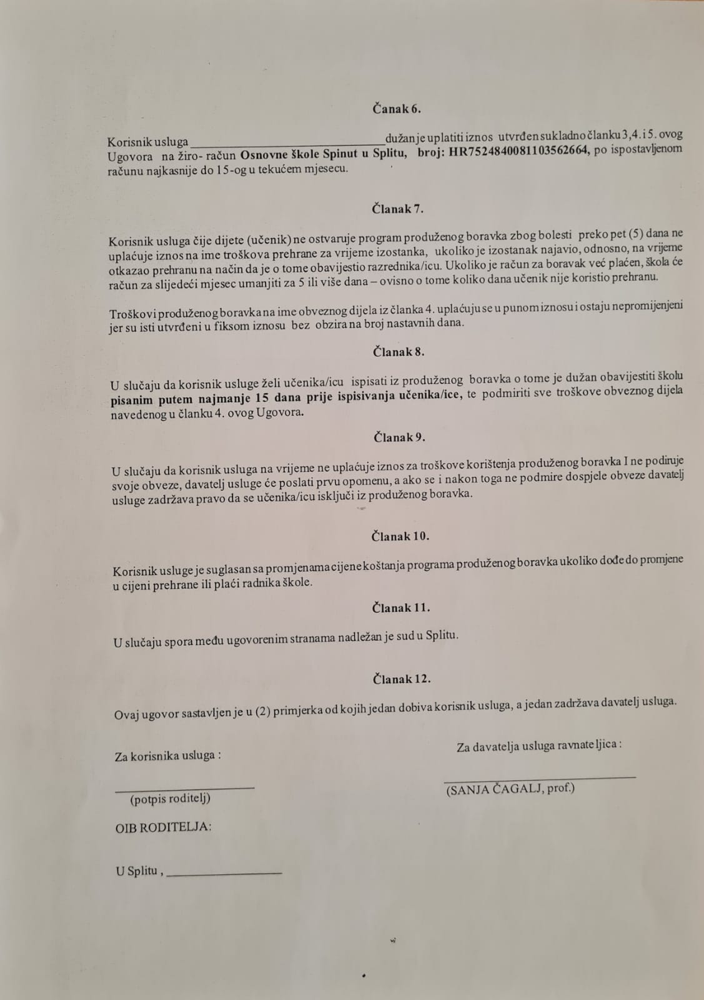 Čanak 6.
Korisnik usluga ______________________________ dužan je uplatiti iznos utvrđen sukladno članku 3,4. i 5. ovog
Ugovora na žiro- račun Osnovne škole Spinut u Splitu, broj: HR7524840081103562664, po ispostavljenom
računu najkasnije do 15-og u tekućem mjesecu.
Članak 7.
Korisnik usluga čije dijete (učenik) ne ostvaruje program produženog boravka zbog bolesti preko pet (5) dana ne
uplaćuje iznos na ime troškova prehrane za vrijeme izostanka, ukoliko je izostanak najavio, odnosno, na vrijeme
otkazao prehranu na način da je o tome obavijestio razrednika/icu. Ukoliko je račun za boravak već plaćen, škola će
račun za slijedeći mjesec umanjiti za 5 ili više dana – ovisno o tome koliko dana učenik nije koristio prehranu.
Troškovi produženog boravka na ime obveznog dijela iz članka 4. uplaćuju se u punom iznosu i ostaju nepromijenjeni
jer su isti utvrđeni u fiksom iznosu bez obzira na broj nastavnih dana.
Članak 8.
U slučaju da korisnik usluge želi učenika/icu ispisati iz produženog boravka o tome je dužan obavijestiti školu
pisanim putem najmanje 15 dana prije ispisivanja učenika/ice, te podmiriti sve troškove obveznog dijela
navedenog u članku 4. ovog Ugovora.
Članak 9.
U slučaju da korisnik usluga na vrijeme ne uplaćuje iznos za troškove korištenja produženog boravka I ne podiruje
svoje obveze, davatelj usluge će poslati prvu opomenu, a ako se i nakon toga ne podmire dospjele obveze davatelj
usluge zadržava pravo da se učenika/icu isključi iz produženog boravka.
Članak 10.
Korisnik usluge je suglasan sa promjenama cijene koštanja programa produženog boravka ukoliko dođe do promjene
u cijeni prehrane ili plaći radnika škole.
Članak 11.
U slučaju spora među ugovorenim stranama nadležan je sud u Splitu.
Članak 12.
Ovaj ugovor sastavljen je u (2) primjerka od kojih jedan dobiva korisnik usluga, a jedan zadržava davatelj usluga.
Za korisnika usluga :
(potpis roditelj)
OIB RODITELJA:
U Splitu , __________________
Za davatelja usluga ravnateljica :
(SANJA ČAGALJ, prof.)